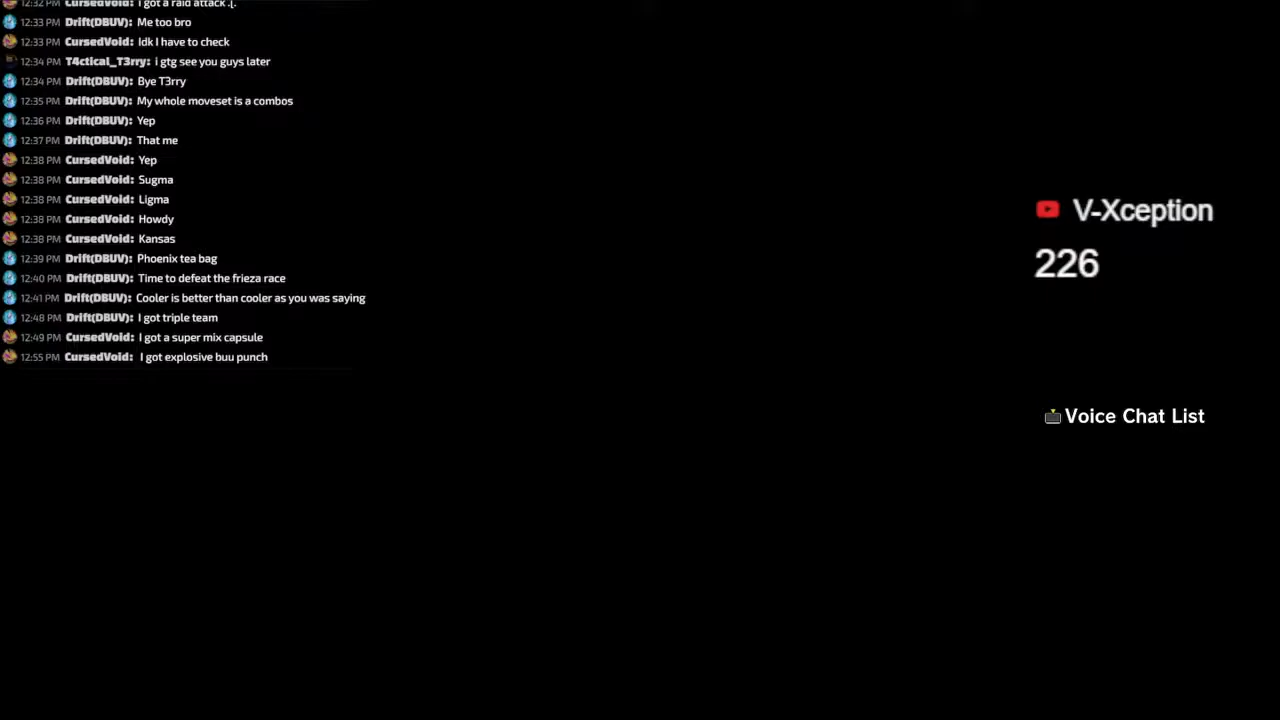 12:32 PM CursedVoid: I got a raid attack .[.
12:33 PM Drift(DBUV): Me too bro
12:33 PM CursedVoid: Idk I have to check
12:34 PM T4ctical_T3rry: i gtg see you guys later
12:34 PM Drift(DBUV): Bye T3rry
12:35 PM Drift(DBUV): My whole moveset is a combos
12:36 PM Drift(DBUV): Yep
12:37 PM Drift(DBUV): That me
12:38 PM CursedVoid: Yep
12:38 PM CursedVoid: Sugma
12:38 PM CursedVoid: Ligma
12:38 PM CursedVoid: Howdy
12:38 PM CursedVoid: Kansas
12:39 PM Drift(DBUV): Phoenix tea bag
12:40 PM Drift(DBUV): Time to defeat the frieza race
12:41 PM Drift(DBUV): Cooler is better than cooler as you was saying
12:48 PM Drift(DBUV): I got triple team
12:49 PM CursedVoid: I got a super mix capsule
12:55 PM CursedVoid: I got explosive buu punch
V-Xception
226
Voice Chat List